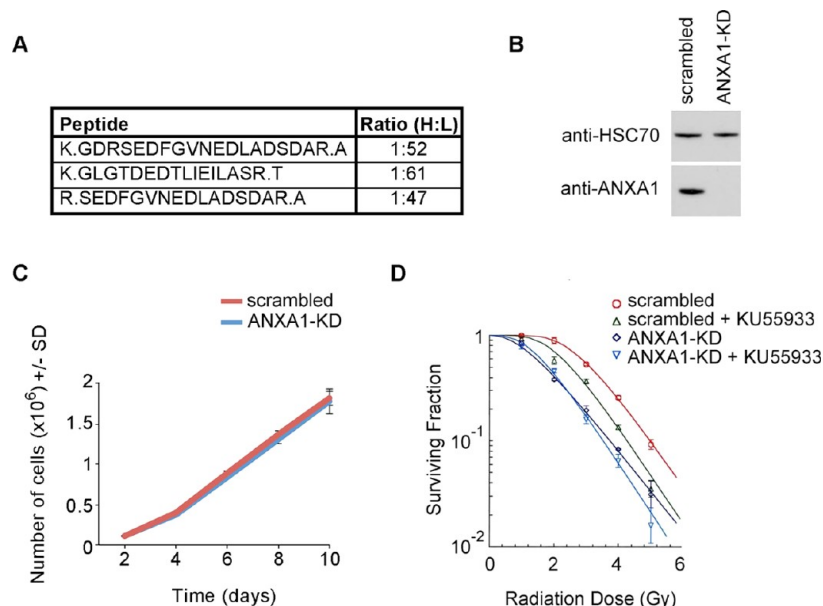 A
Peptide Ratio (H:L)
K.GDRSEDFGVNEDLADSDAR.A 1:52
K.GLGTDEDTLIEILASR.T 1:61
R.SEDFGVNEDLADSDAR.A 1:47
B
scrambled
ANXA1-KD
anti-HSC70
anti-ANXA1
C
scrambled
ANXA1-KD
Number of cells (x10⁶) +/- SD
2
1.5
1
0.5
0
2 4 6 8 10
Time (days)
D
scrambled
scrambled + KU55933
ANXA1-KD
ANXA1-KD + KU55933
Surviving Fraction
1
10⁻¹
10⁻²
0 2 4 6
Radiation Dose (Gy)